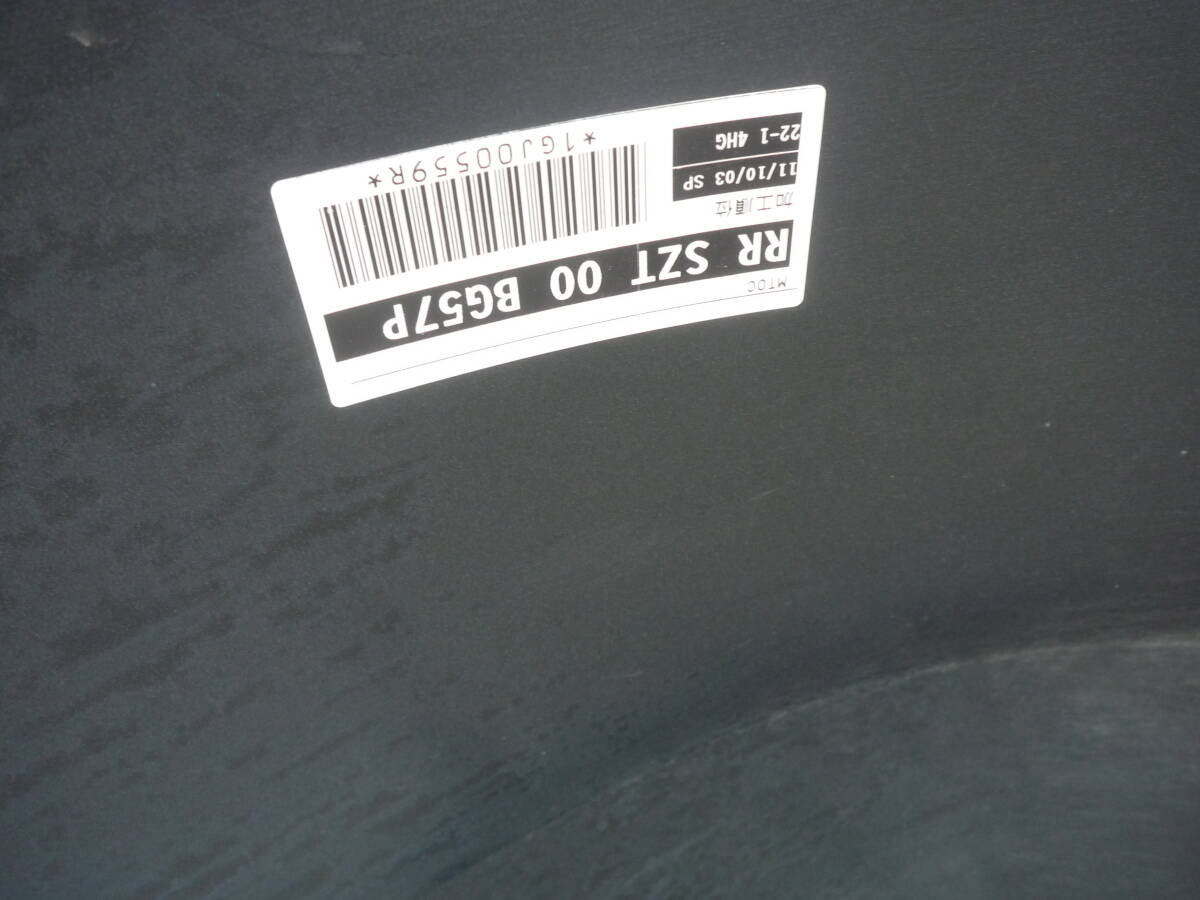 MTOC
RR SZT 00 BG57P
加工順位
11/10/03 SP
22-1 4HG
*1GJ00559R*